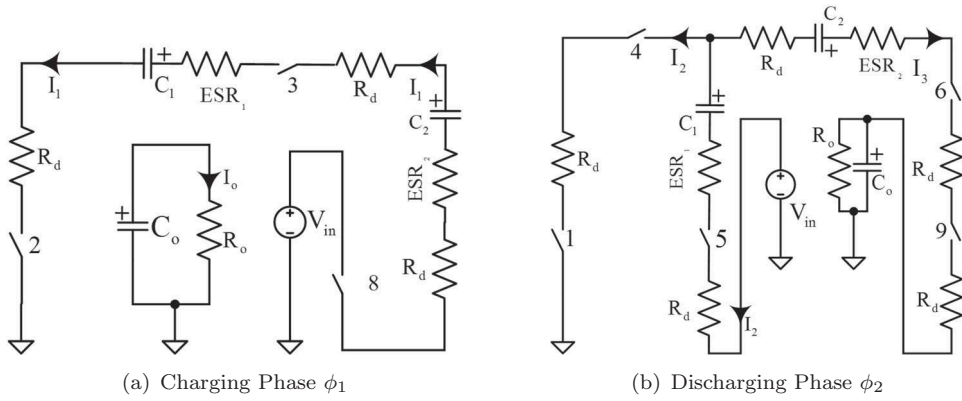 I₁
+
C₁
ESR₁
3
R_d
I₁
+
C₂
ESR₂
R_d
8
R_d
2
+
C_o
I_o
R_o
+
-
V_in
(a) Charging Phase ϕ₁
4
I₂
R_d
C₂
+
ESR₂
I₃
6
+
C₁
ESR₁
5
R_d
I₂
R_d
1
+
-
V_in
R_o
+
C_o
R_d
9
R_d
(b) Discharging Phase ϕ₂